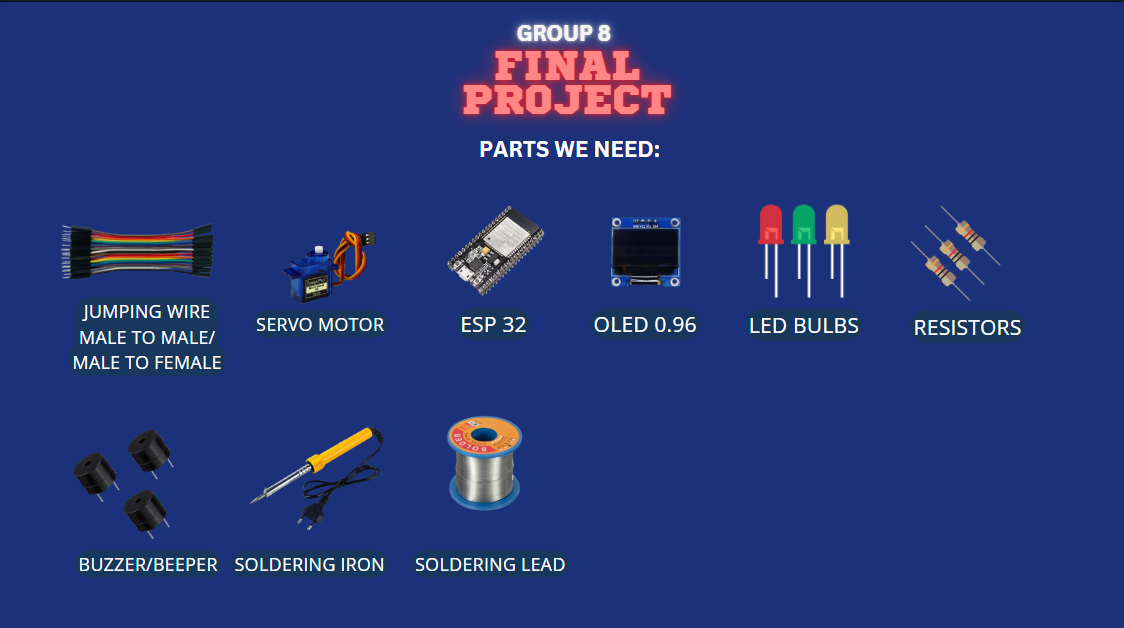 GROUP 8
FINAL
PROJECT
PARTS WE NEED:
JUMPING WIRE
MALE TO MALE/
MALE TO FEMALE
SERVO MOTOR
ESP 32
OLED 0.96
LED BULBS
RESISTORS
SOLDER
BUZZER/BEEPER
SOLDERING IRON
SOLDERING LEAD